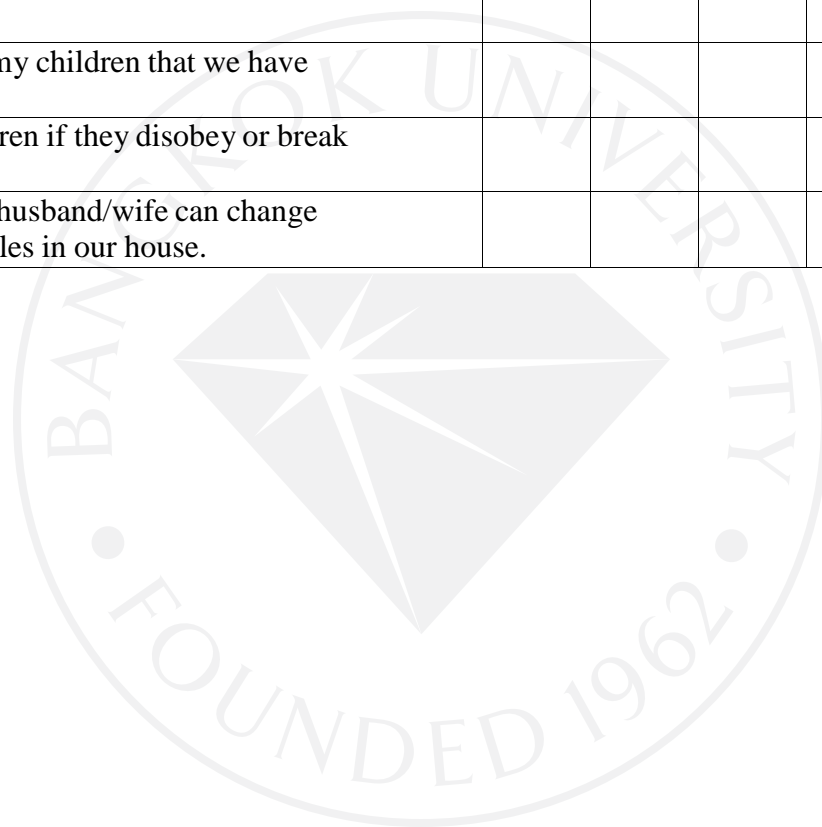 my children that we have
ren if they disobey or break
husband/wife can change
les in our house.
BANGKOK UNIVERSITY
FOUNDED 1962